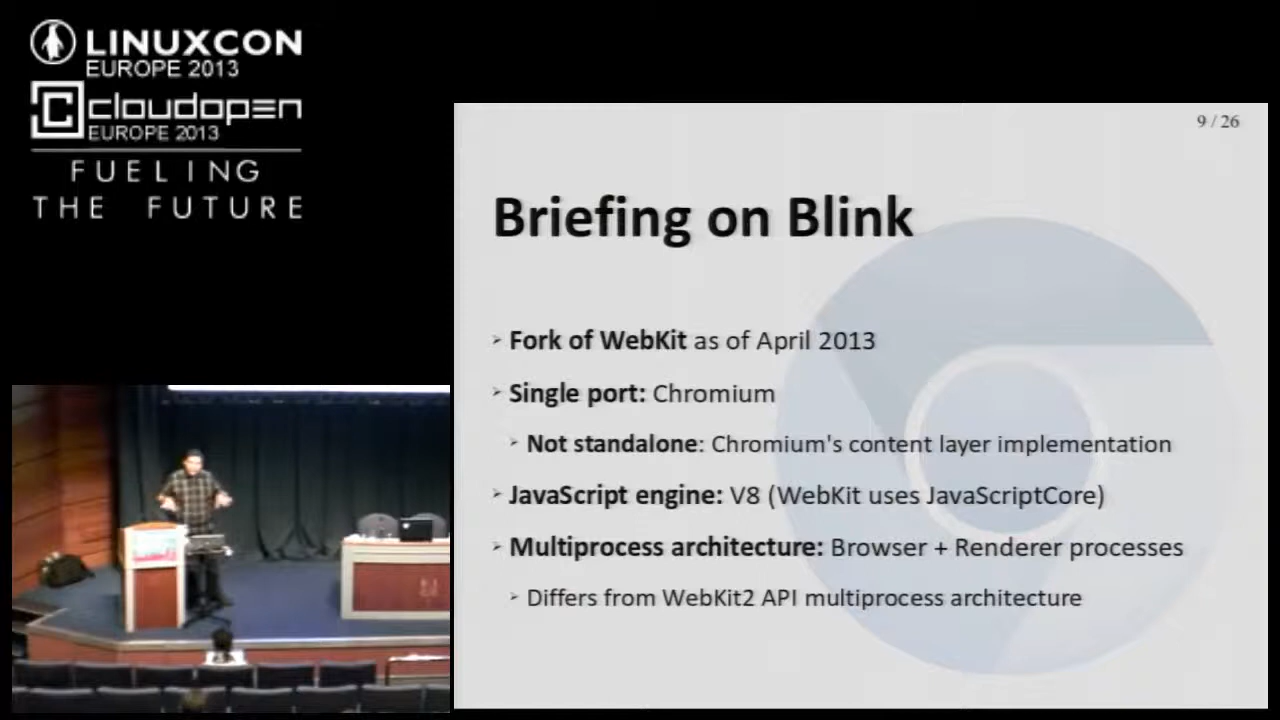 LINUXCON
EUROPE 2013
cloudopen
EUROPE 2013
FUELING
THE FUTURE
9 / 26
Briefing on Blink
Fork of WebKit as of April 2013
Single port: Chromium
Not standalone: Chromium's content layer implementation
JavaScript engine: V8 (WebKit uses JavaScriptCore)
Multiprocess architecture: Browser + Renderer processes
Differs from WebKit2 API multiprocess architecture